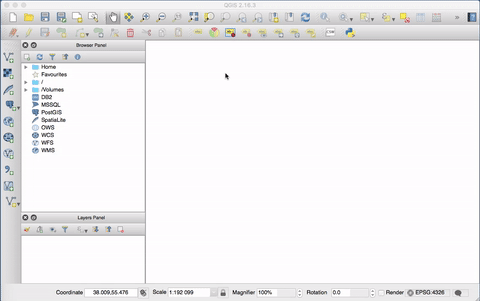 QGIS 2.18.3
Browser Panel
Home
Favourites
/
/Volumes
DB2
MSSQL
PostGIS
SpatiaLite
OWS
WCS
WFS
WMS
Layers Panel
Coordinate 38.009,55.476 Scale 1:192 099 Magnifier 100% Rotation 0.0 Render EPSG:4326